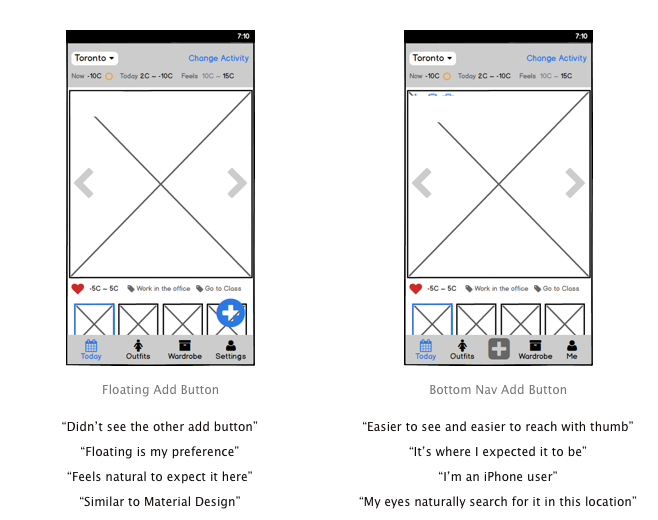 7:10
Toronto Change Activity
Now -10C Today 2C ~ -10C Feels 10C ~ 15C
-5C ~ 5C Work in the office Go to Class
Today Outfits Wardrobe Settings
Floating Add Button
“Didn’t see the other add button”
“Floating is my preference”
“Feels natural to expect it here”
“Similar to Material Design”
7:10
Toronto Change Activity
Now -10C Today 2C ~ -10C Feels 10C ~ 15C
-5C ~ 5C Work in the office Go to Class
Today Outfits Wardrobe Me
Bottom Nav Add Button
“Easier to see and easier to reach with thumb”
“It’s where I expected it to be”
“I’m an iPhone user”
“My eyes naturally search for it in this location”